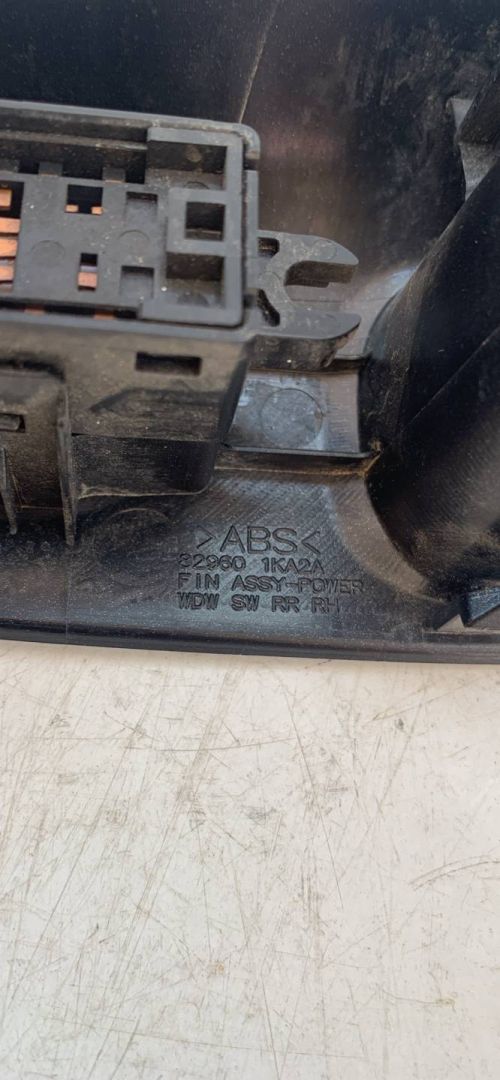 >ABS<
82960 1KA2A
FIN ASSY-POWER
WDW SW RR RH